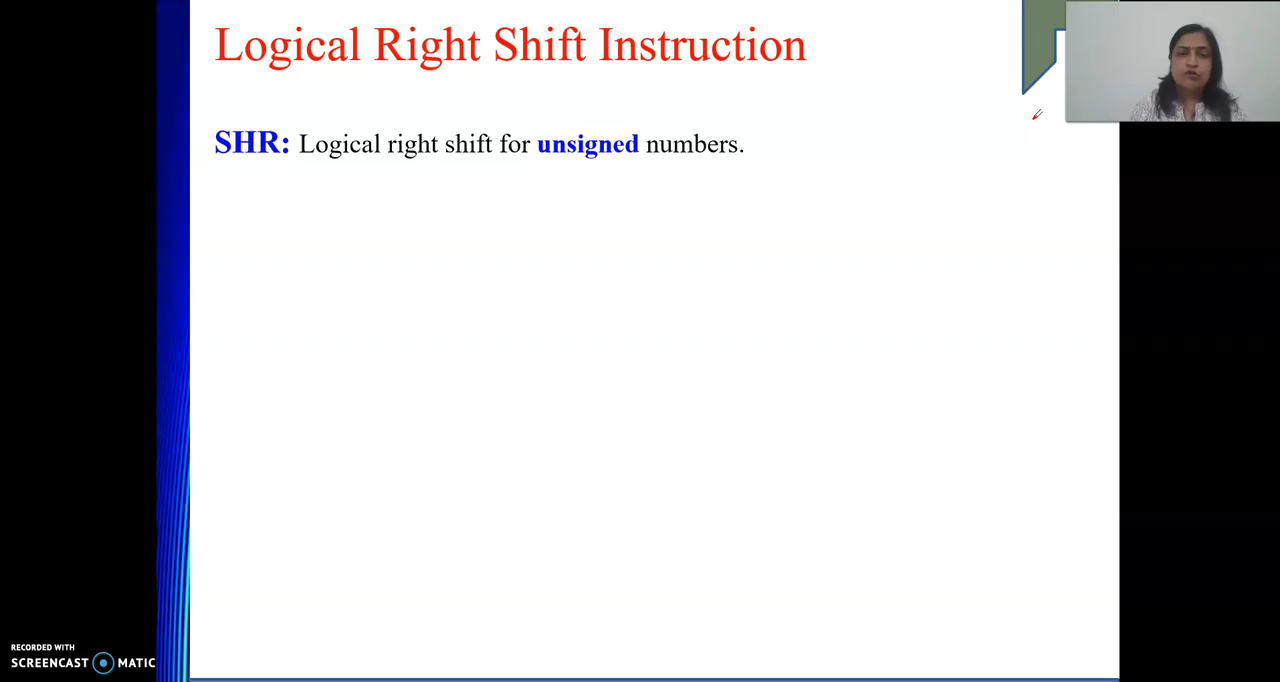 Logical Right Shift Instruction
SHR: Logical right shift for unsigned numbers.
RECORDED WITH
SCREENCAST MATIC